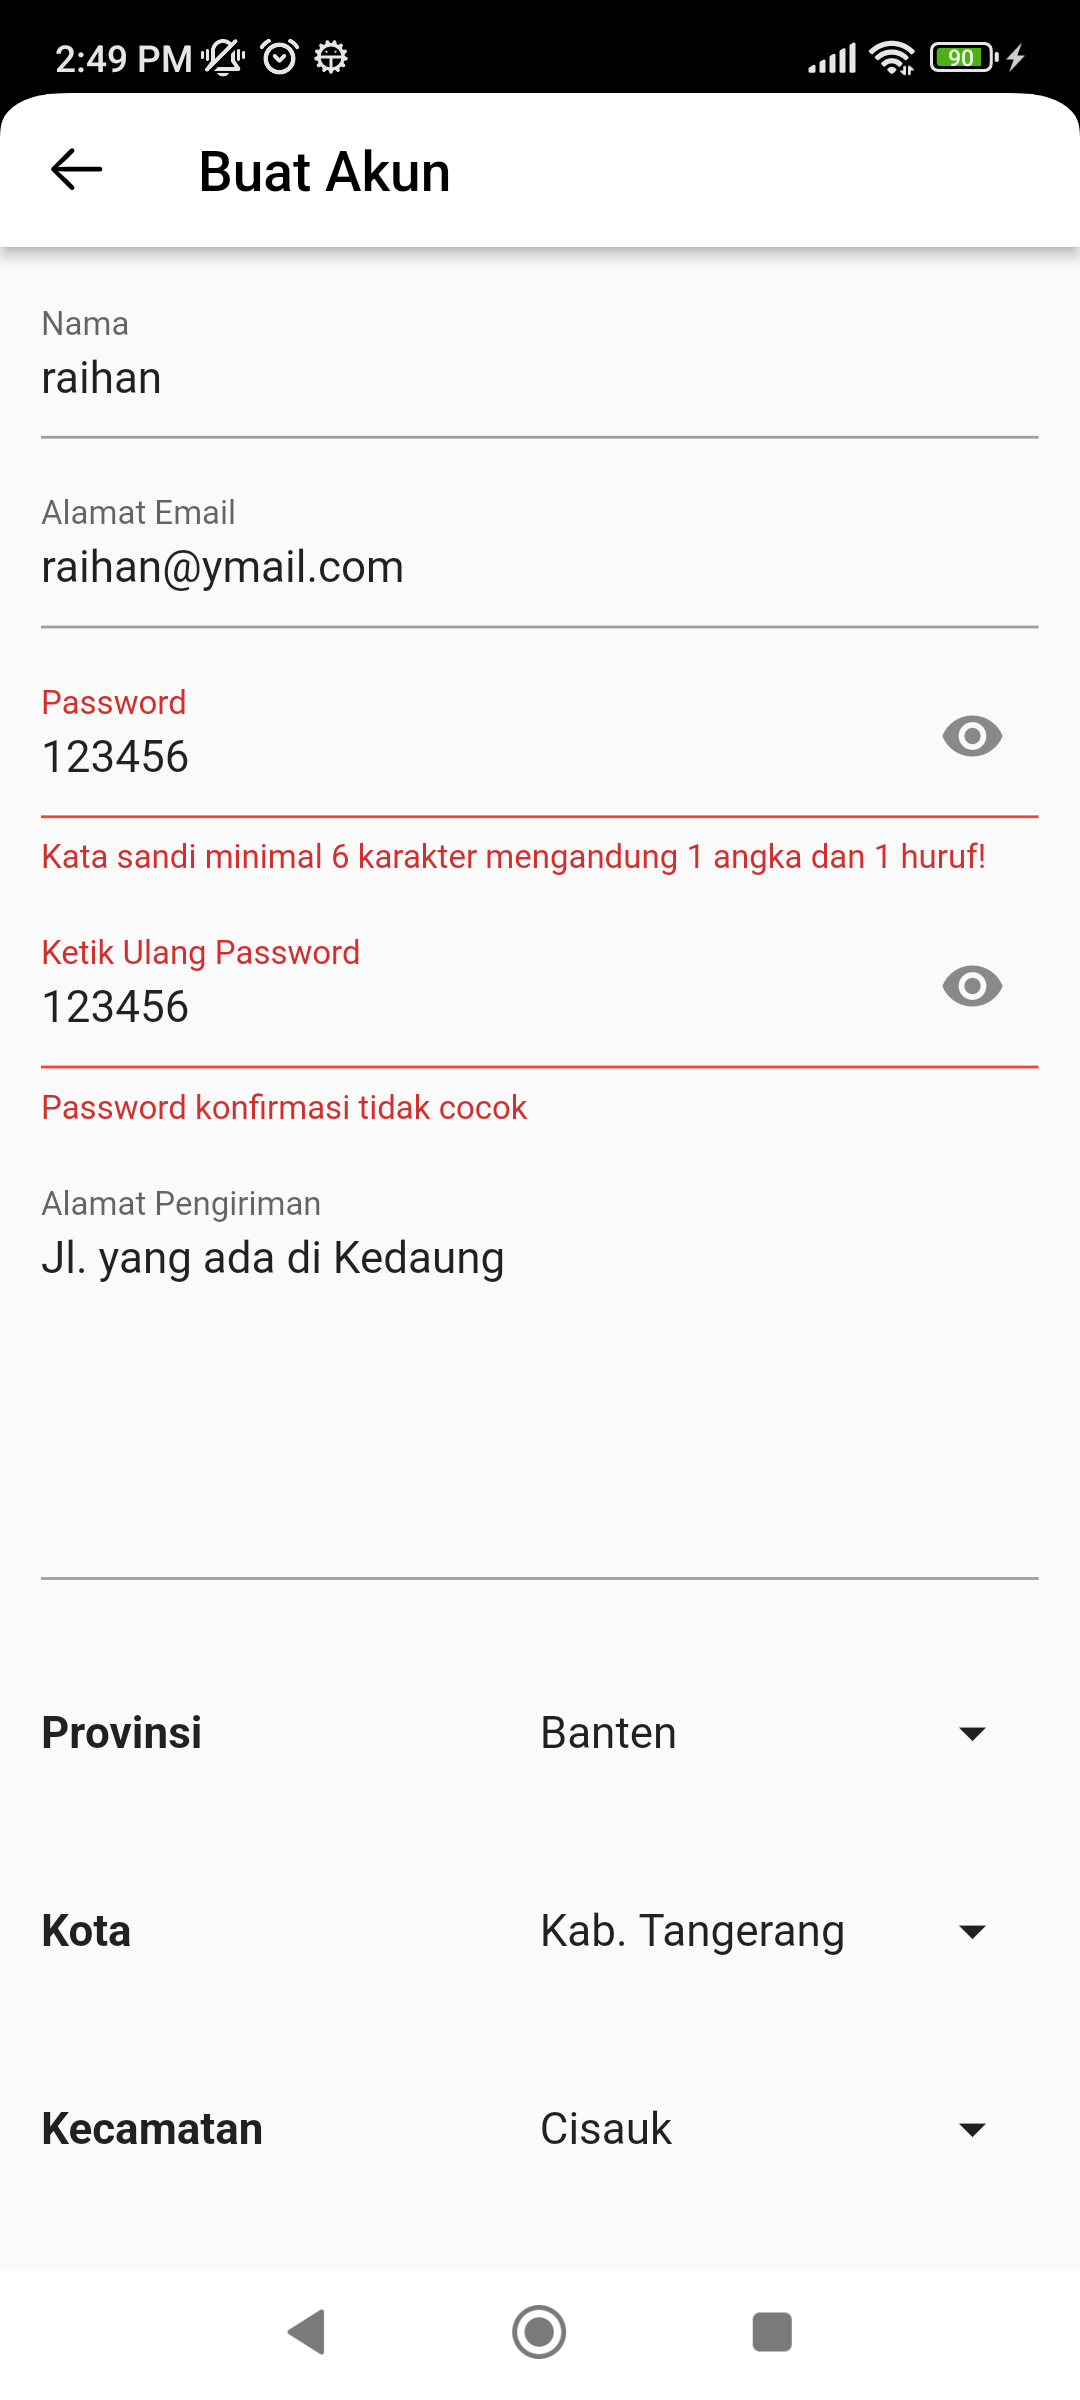 2:49 PM
90
Buat Akun
Nama
raihan
Alamat Email
raihan@ymail.com
Password
123456
Kata sandi minimal 6 karakter mengandung 1 angka dan 1 huruf!
Ketik Ulang Password
123456
Password konfirmasi tidak cocok
Alamat Pengiriman
Jl. yang ada di Kedaung
Provinsi Banten
Kota Kab. Tangerang
Kecamatan Cisauk